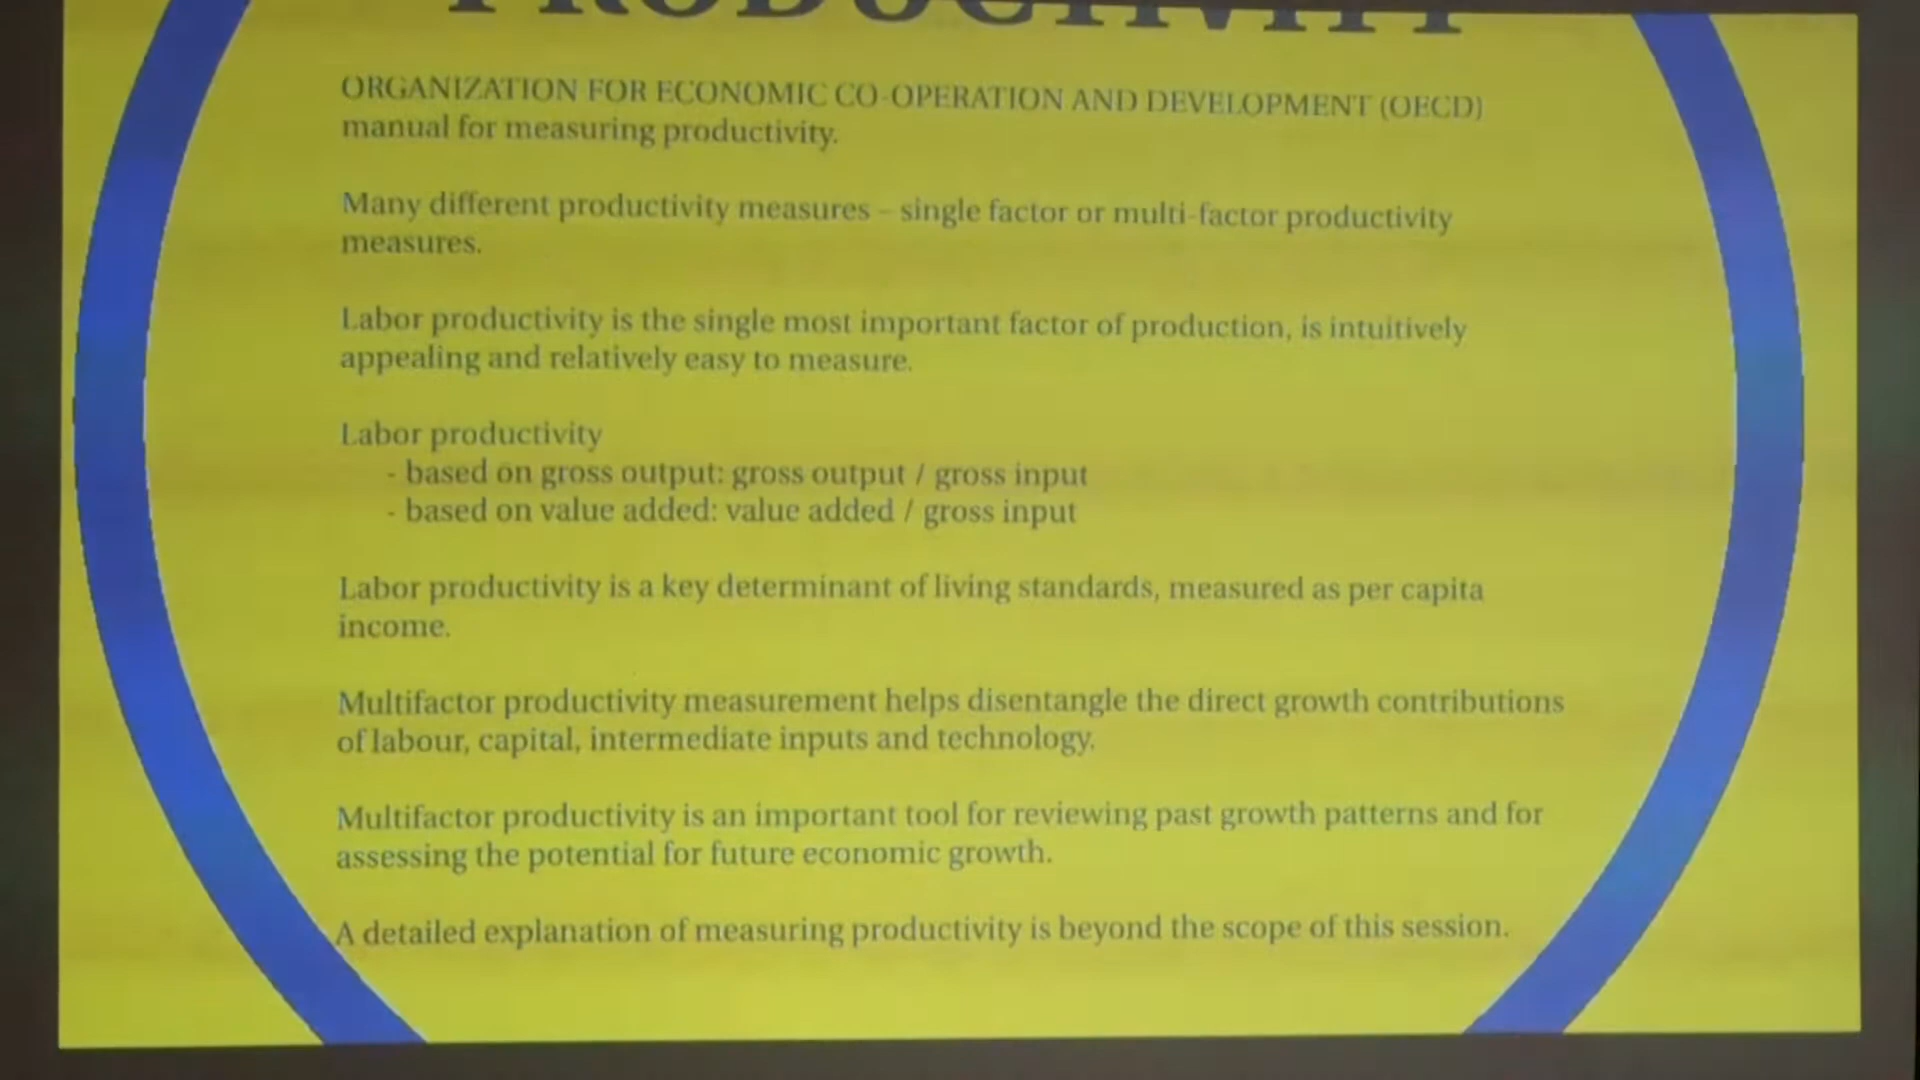 PRODUCTIVITY
ORGANIZATION FOR ECONOMIC CO-OPERATION AND DEVELOPMENT (OECD)
manual for measuring productivity.
Many different productivity measures – single factor or multi-factor productivity
measures.
Labor productivity is the single most important factor of production, is intuitively
appealing and relatively easy to measure.
Labor productivity
- based on gross output: gross output / gross input
- based on value added: value added / gross input
Labor productivity is a key determinant of living standards, measured as per capita
income.
Multifactor productivity measurement helps disentangle the direct growth contributions
of labour, capital, intermediate inputs and technology.
Multifactor productivity is an important tool for reviewing past growth patterns and for
assessing the potential for future economic growth.
A detailed explanation of measuring productivity is beyond the scope of this session.